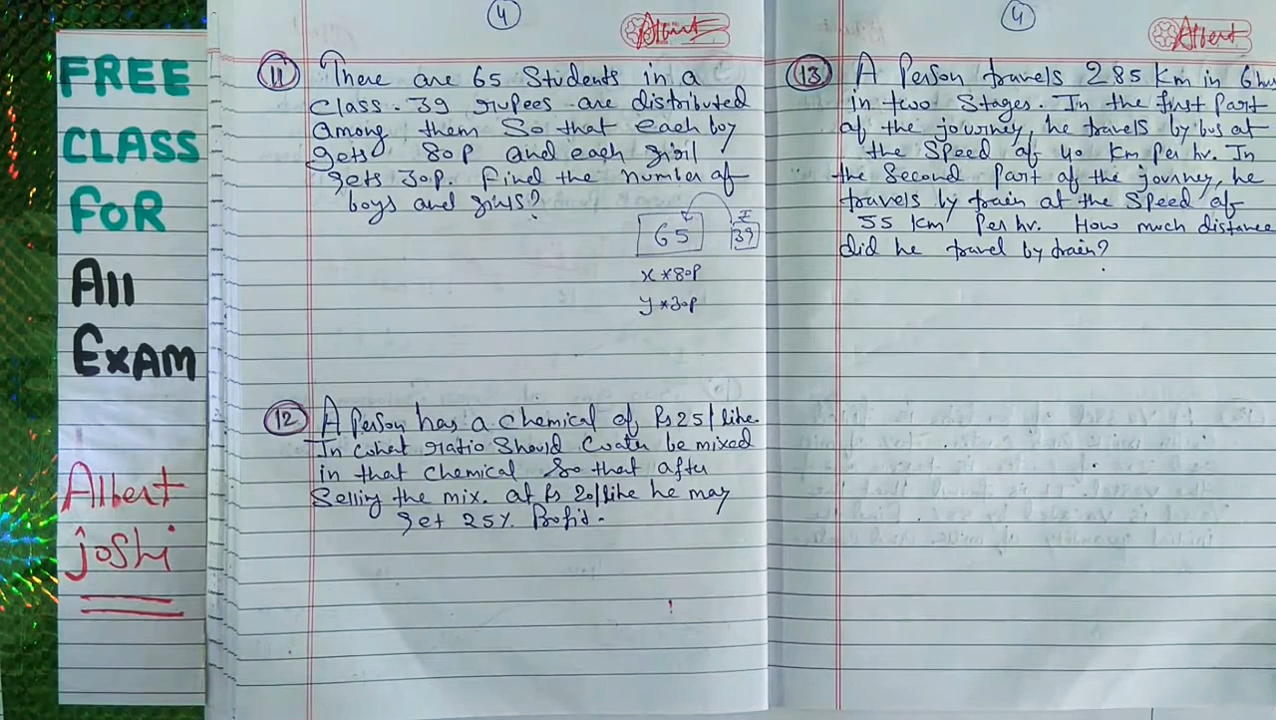 FREE
CLASS
FOR
All
EXAM
Albert
joshi
4
Albert
11 There are 65 Students in a
class. 39 rupees are distributed
among them So that each boy
gets 80P and each giril
gets 30P. Find the number of
boys and girls?
65
₹
39
x*80P
y*30P
12 A Person has a chemical of Rs 25/litre.
In what ratio Should water be mixed
in that chemical So that after
Selling the mix. at Rs 20/litre he may
get 25% Profit.
4
Albert
13 A Person travels 285 Km in 6 hrs
in two Stages. In the first Part
of the journey, he travels by bus at
the Speed of 40 Km Per hr. In
the Second Part of the journey, he
travels by train at the Speed of
55 Km Per hr. How much distance
did he travel by train?